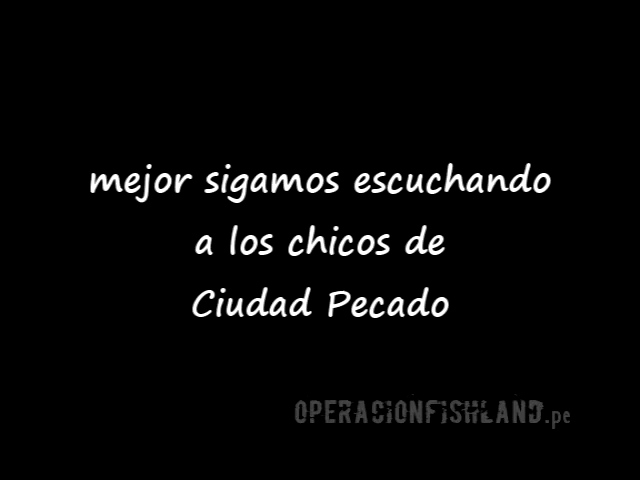 mejor sigamos escuchando
a los chicos de
Ciudad Pecado
OPERACIONFISHLAND.pe